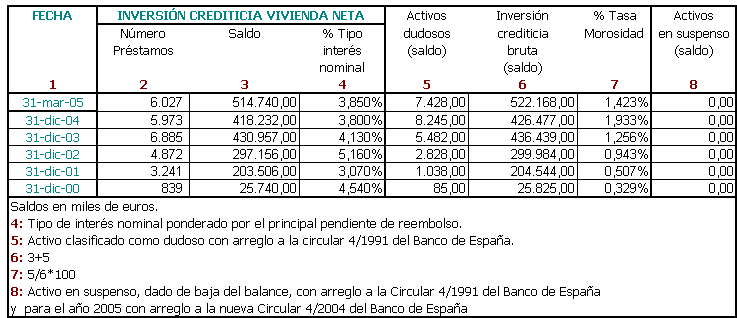 FECHA INVERSIÓN CREDITICIA VIVIENDA NETA Activos dudosos (saldo) Inversión crediticia bruta (saldo) % Tasa Morosidad Activos en suspenso (saldo)
Número Préstamos Saldo % Tipo interés nominal
1 2 3 4 5 6 7 8
31-mar-05 6.027 514.740,00 3,850% 7.428,00 522.168,00 1,423% 0,00
31-dic-04 5.973 418.232,00 3,800% 8.245,00 426.477,00 1,933% 0,00
31-dic-03 6.885 430.957,00 4,130% 5.482,00 436.439,00 1,256% 0,00
31-dic-02 4.872 297.156,00 5,160% 2.828,00 299.984,00 0,943% 0,00
31-dic-01 3.241 203.506,00 3,070% 1.038,00 204.544,00 0,507% 0,00
31-dic-00 839 25.740,00 4,540% 85,00 25.825,00 0,329% 0,00
Saldos en miles de euros.
4: Tipo de interés nominal ponderado por el principal pendiente de reembolso.
5: Activo clasificado como dudoso con arreglo a la circular 4/1991 del Banco de España.
6: 3+5
7: 5/6*100
8: Activo en suspenso, dado de baja del balance, con arreglo a la Circular 4/1991 del Banco de España
y para el año 2005 con arreglo a la nueva Circular 4/2004 del Banco de España